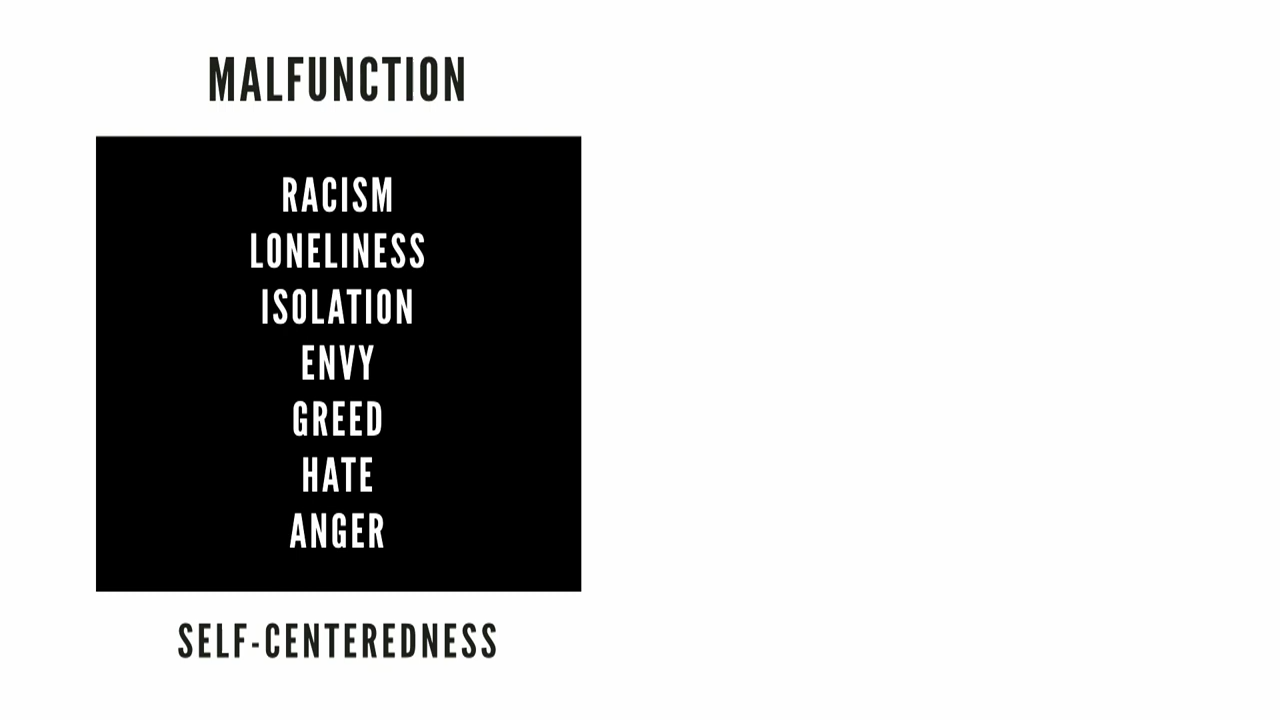 MALFUNCTION
RACISM
LONELINESS
ISOLATION
ENVY
GREED
HATE
ANGER
SELF-CENTEREDNESS